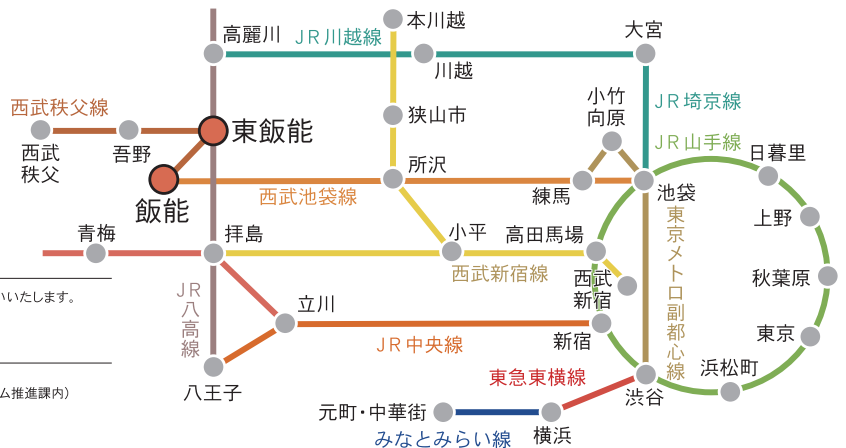 本川越
高麗川
JR川越線
大宮
川越
小竹
向原
JR埼京線
西武秩父線
狭山市
東飯能
JR山手線
日暮里
西武
秩父
吾野
所沢
飯能
西武池袋線
練馬
池袋
上野
東京メトロ副都心線
青梅
拝島
小平
高田馬場
西武新宿線
西武
新宿
秋葉原
いいたします。
JR八高線
立川
新宿
東京
JR中央線
浜松町
東急東横線
八王子
渋谷
ム推進課内)
元町・中華街
横浜
みなとみらい線